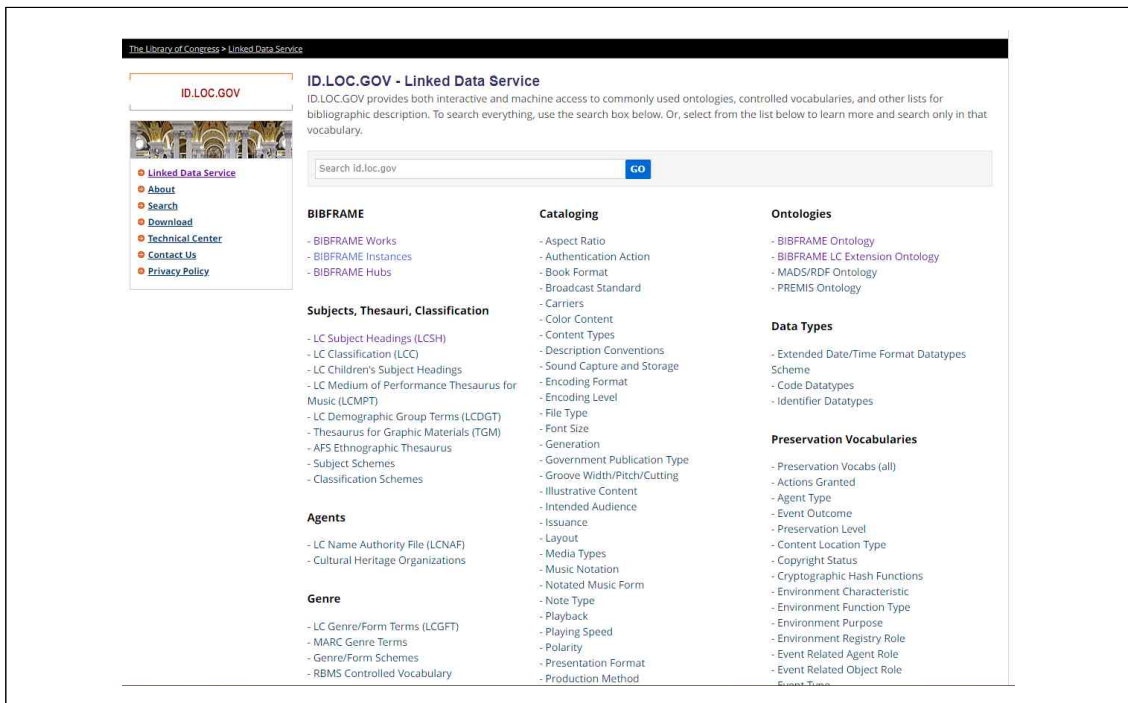 The Library of Congress > Linked Data Service
ID.LOC.GOV
Linked Data Service
About
Search
Download
Technical Center
Contact Us
Privacy Policy
ID.LOC.GOV - Linked Data Service
ID.LOC.GOV provides both interactive and machine access to commonly used ontologies, controlled vocabularies, and other lists for
bibliographic description. To search everything, use the search box below. Or, select from the list below to learn more and search only in that
vocabulary.
Search id.loc.gov
GO
BIBFRAME
- BIBFRAME Works
- BIBFRAME Instances
- BIBFRAME Hubs
Subjects, Thesauri, Classification
- LC Subject Headings (LCSH)
- LC Classification (LCC)
- LC Children's Subject Headings
- LC Medium of Performance Thesaurus for
Music (LCMPT)
- LC Demographic Group Terms (LCDGT)
- Thesaurus for Graphic Materials (TGM)
- AFS Ethnographic Thesaurus
- Subject Schemes
- Classification Schemes
Agents
- LC Name Authority File (LCNAF)
- Cultural Heritage Organizations
Genre
- LC Genre/Form Terms (LCGFT)
- MARC Genre Terms
- Genre/Form Schemes
- RBMS Controlled Vocabulary
Cataloging
- Aspect Ratio
- Authentication Action
- Book Format
- Broadcast Standard
- Carriers
- Color Content
- Content Types
- Description Conventions
- Sound Capture and Storage
- Encoding Format
- Encoding Level
- File Type
- Font Size
- Generation
- Government Publication Type
- Groove Width/Pitch/Cutting
- Illustrative Content
- Intended Audience
- Issuance
- Layout
- Media Types
- Music Notation
- Notated Music Form
- Note Type
- Playback
- Playing Speed
- Polarity
- Presentation Format
- Production Method
Ontologies
- BIBFRAME Ontology
- BIBFRAME LC Extension Ontology
- MADS/RDF Ontology
- PREMIS Ontology
Data Types
- Extended Date/Time Format Datatypes
Scheme
- Code Datatypes
- Identifier Datatypes
Preservation Vocabularies
- Preservation Vocabs (all)
- Actions Granted
- Agent Type
- Event Outcome
- Preservation Level
- Content Location Type
- Copyright Status
- Cryptographic Hash Functions
- Environment Characteristic
- Environment Function Type
- Environment Purpose
- Environment Registry Role
- Event Related Agent Role
- Event Related Object Role
- Event Type